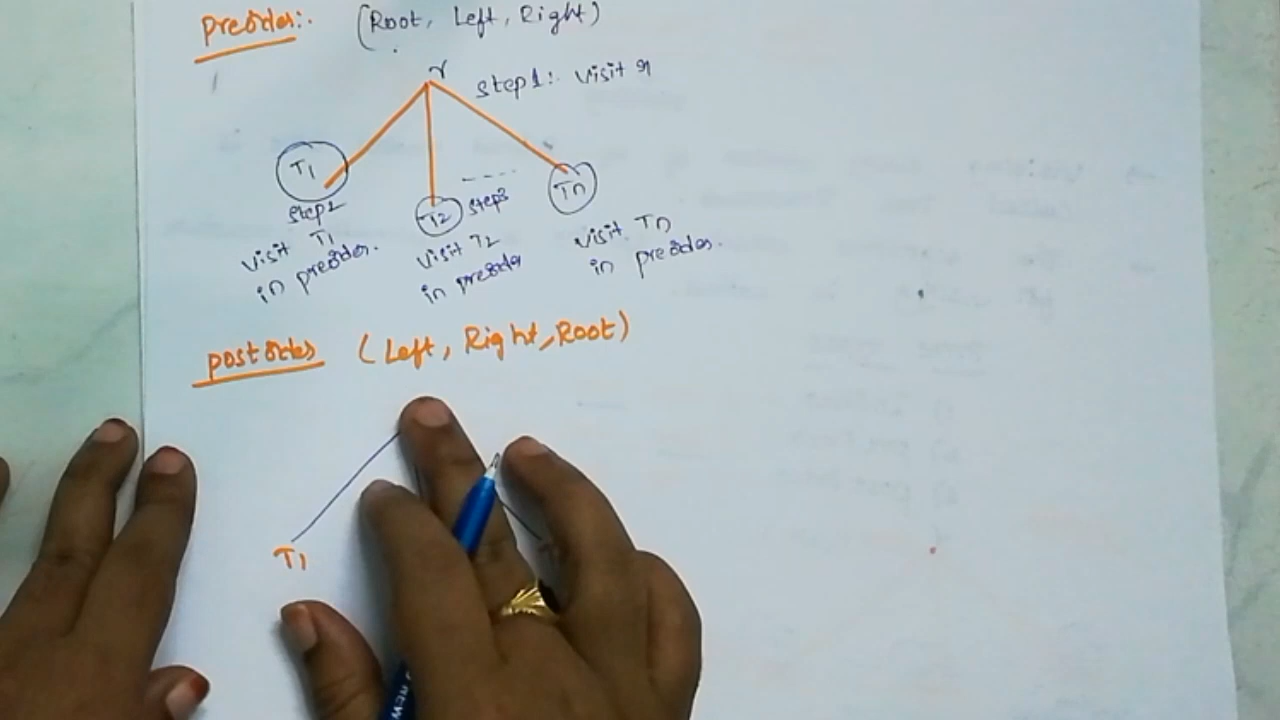 Preorder:. (Root, Left, Right)
r
Step1:. visit r
T1
T2
Step3
----
Tn
Step2
visit T1
in preorder.
visit T2
in preorder
visit Tn
in preorder.
postorder (Left, Right, Root)
T1